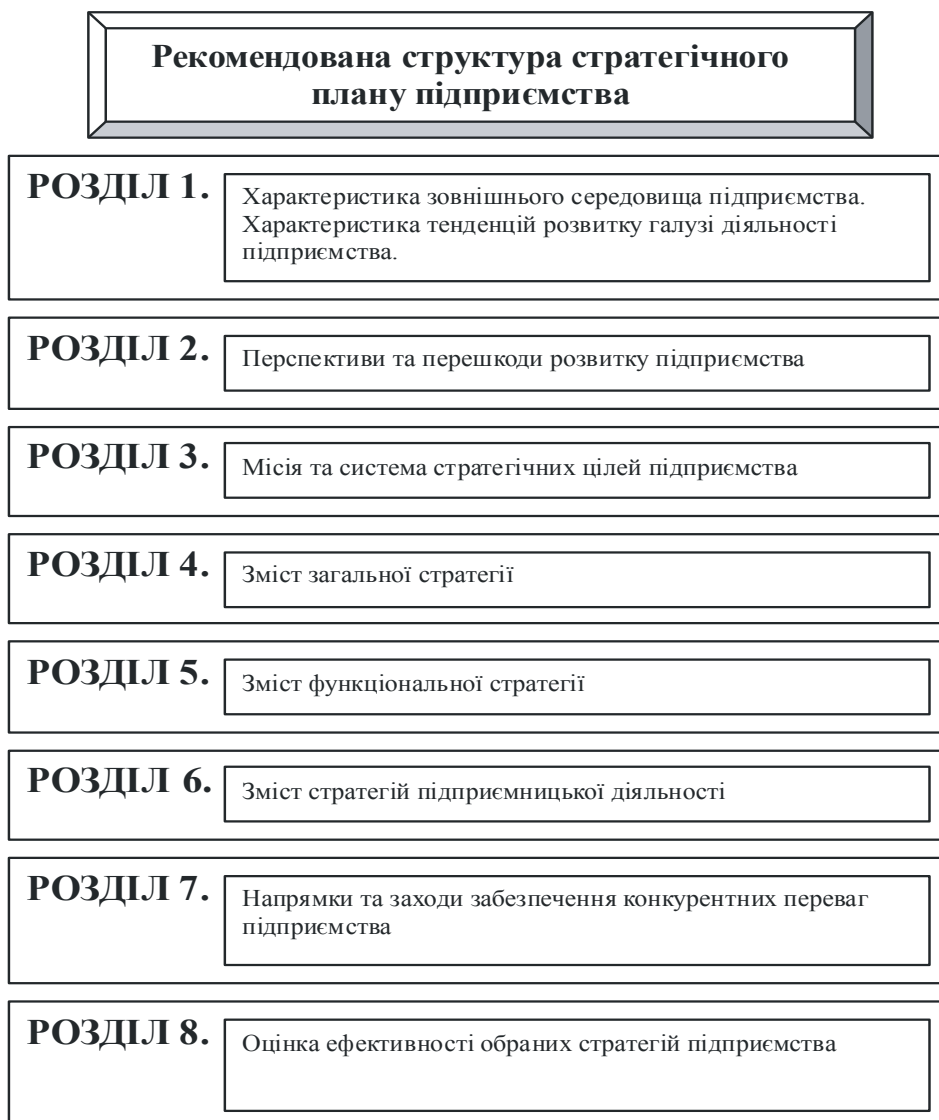 Рекомендована структура стратегічного
плану підприємства
РОЗДІЛ 1.
Характеристика зовнішнього середовища підприємства.
Характеристика тенденцій розвитку галузі діяльності
підприємства.
РОЗДІЛ 2.
Перспективи та перешкоди розвитку підприємства
РОЗДІЛ 3.
Місія та система стратегічних цілей підприємства
РОЗДІЛ 4.
Зміст загальної стратегії
РОЗДІЛ 5.
Зміст функціональної стратегії
РОЗДІЛ 6.
Зміст стратегій підприємницької діяльності
РОЗДІЛ 7.
Напрямки та заходи забезпечення конкурентних переваг
підприємства
РОЗДІЛ 8.
Оцінка ефективності обраних стратегій підприємства